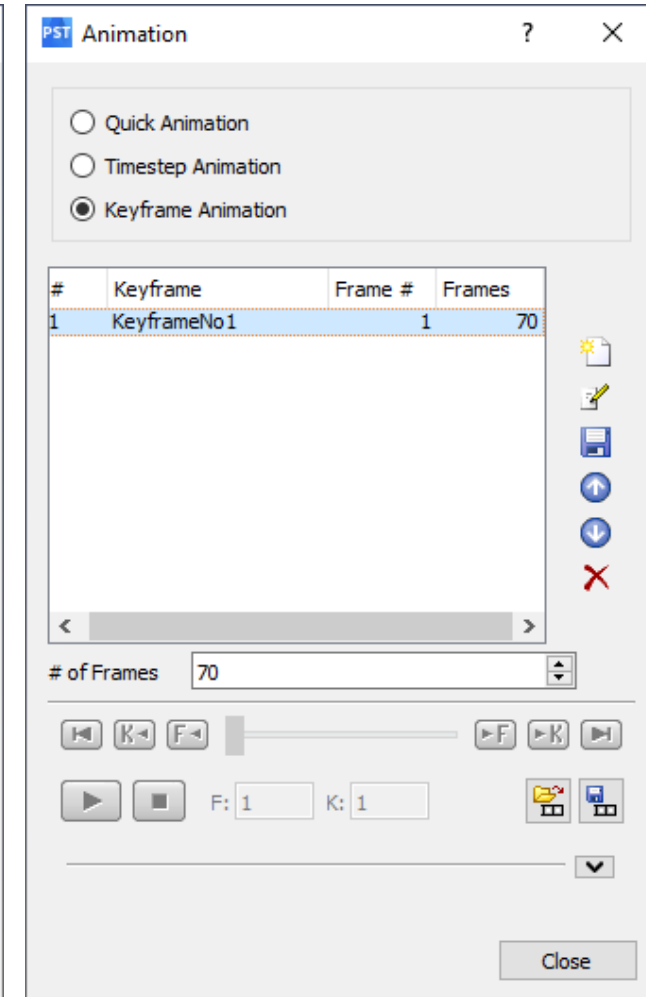 PST Animation ?
Quick Animation
Timestep Animation
Keyframe Animation
# Keyframe Frame # Frames
1 KeyframeNo1 1 70
# of Frames 70
K F F K
F: 1 K: 1
Close